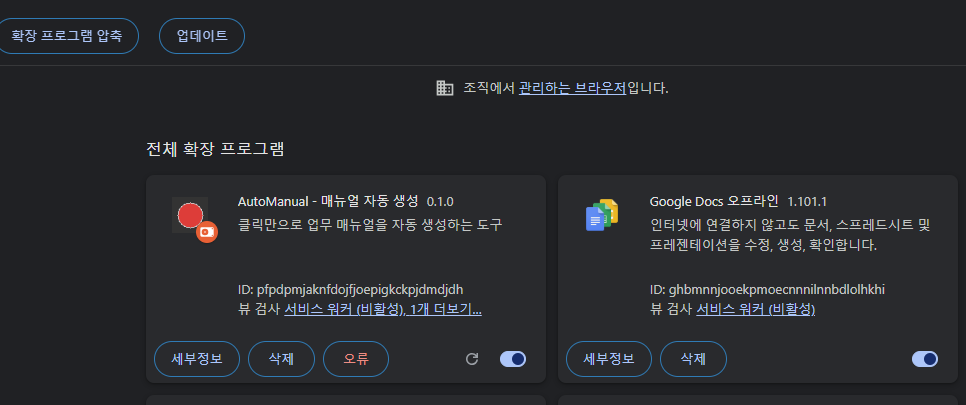 확장 프로그램 압축
업데이트
조직에서 관리하는 브라우저입니다.
전체 확장 프로그램
AutoManual - 매뉴얼 자동 생성 0.1.0
클릭만으로 업무 매뉴얼을 자동 생성하는 도구
ID: pfpdpmjaknfdojfjoepigkckpjdmdjdh
뷰 검사 서비스 워커 (비활성), 1개 더보기...
세부정보
삭제
오류
Google Docs 오프라인 1.101.1
인터넷에 연결하지 않고도 문서, 스프레드시트 및
프레젠테이션을 수정, 생성, 확인합니다.
ID: ghbmnnjooekpmoecnnnilnnbdlolhkhi
뷰 검사 서비스 워커 (비활성)
세부정보
삭제